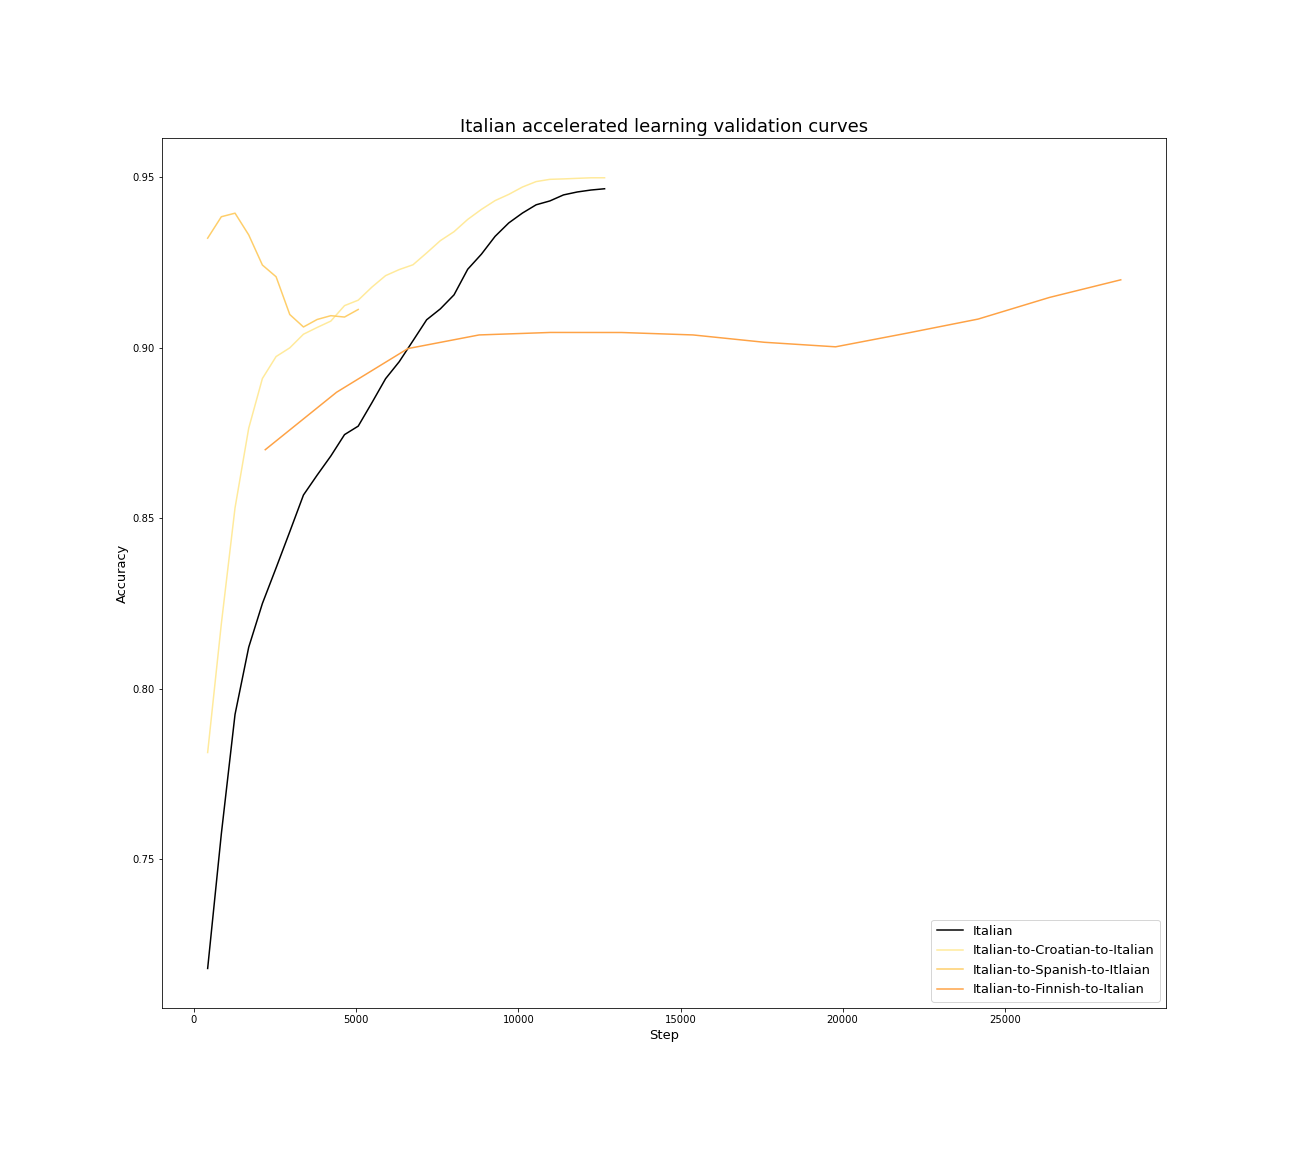 Italian accelerated learning validation curves
0.95
0.90
0.85
0.80
0.75
Accuracy
0
5000
10000
15000
20000
25000
Step
Italian
Italian-to-Croatian-to-Italian
Italian-to-Spanish-to-Itlaian
Italian-to-Finnish-to-Italian